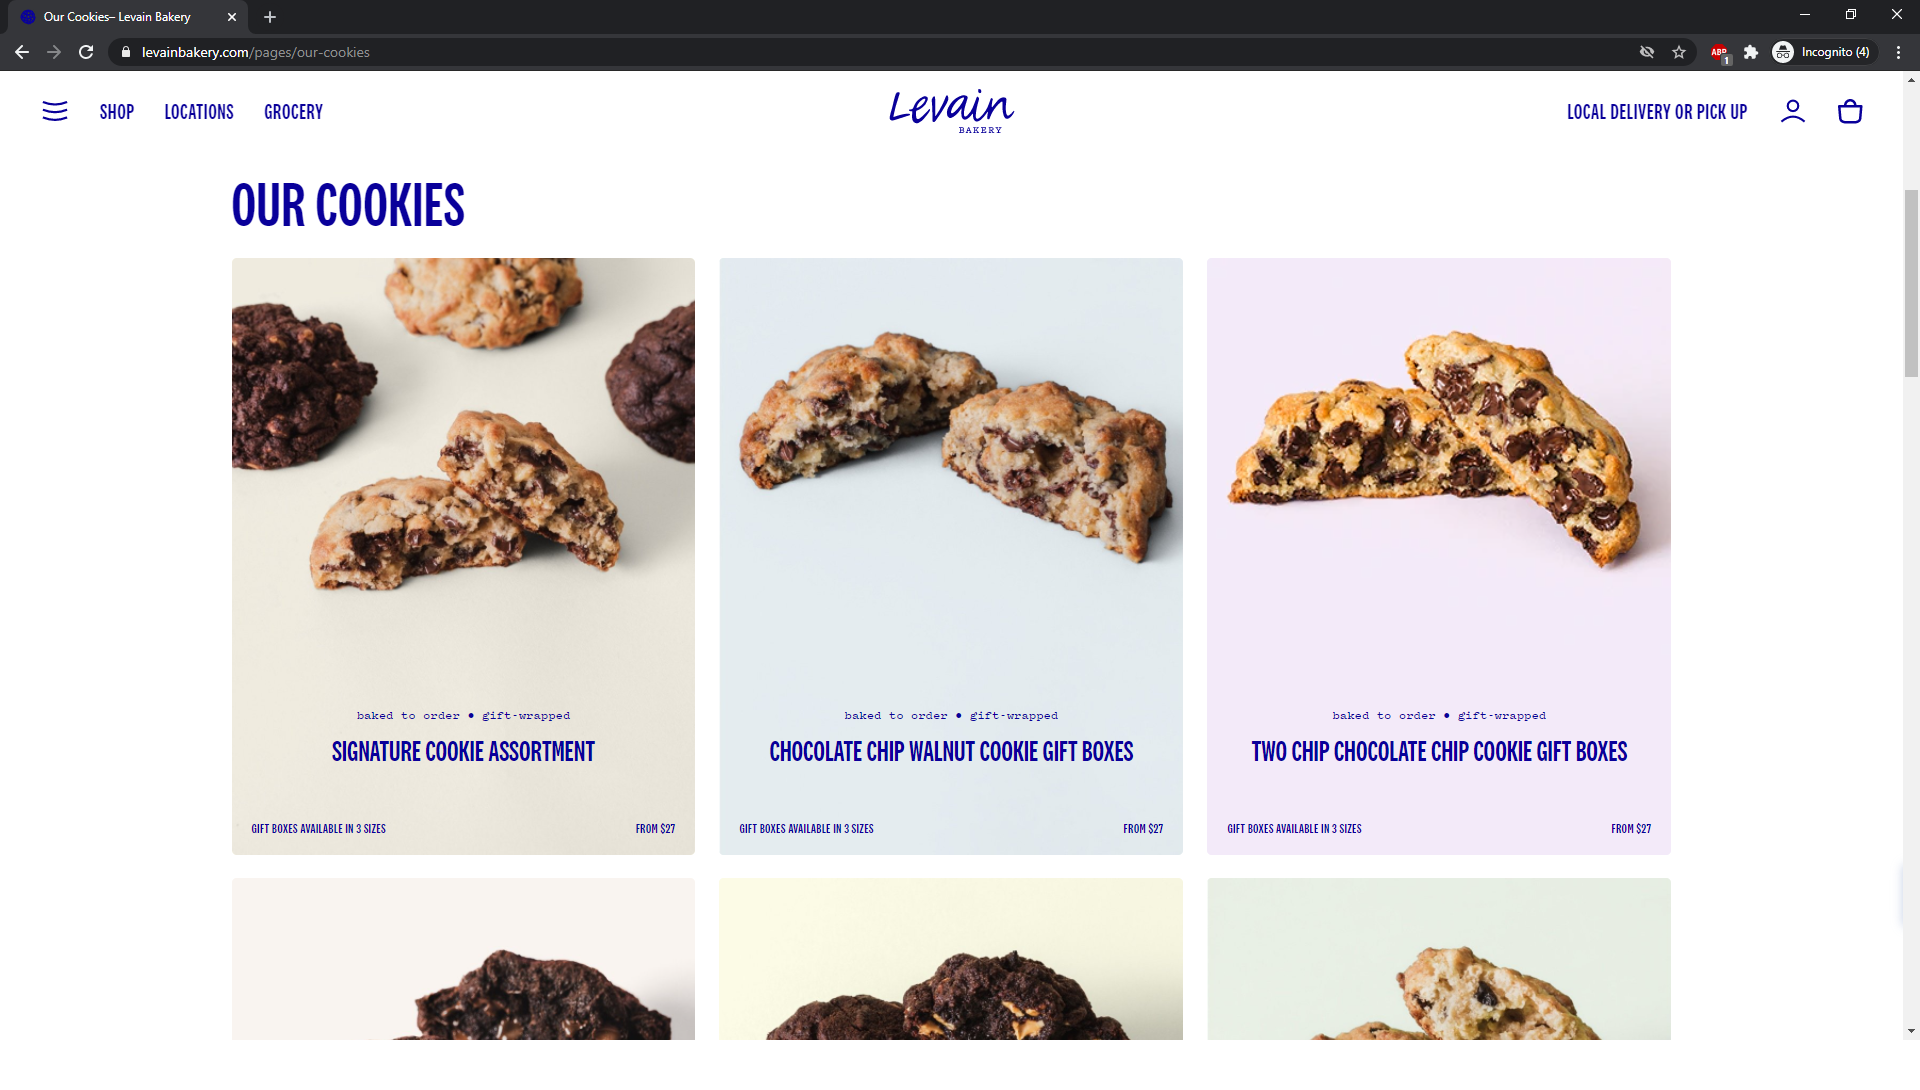 Our Cookies– Levain Bakery
levainbakery.com/pages/our-cookies
ABP
1
Incognito (4)
SHOP
LOCATIONS
GROCERY
Levain
BAKERY
LOCAL DELIVERY OR PICK UP
OUR COOKIES
baked to order • gift-wrapped
SIGNATURE COOKIE ASSORTMENT
GIFT BOXES AVAILABLE IN 3 SIZES
FROM $27
baked to order • gift-wrapped
CHOCOLATE CHIP WALNUT COOKIE GIFT BOXES
GIFT BOXES AVAILABLE IN 3 SIZES
FROM $27
baked to order • gift-wrapped
TWO CHIP CHOCOLATE CHIP COOKIE GIFT BOXES
GIFT BOXES AVAILABLE IN 3 SIZES
FROM $27